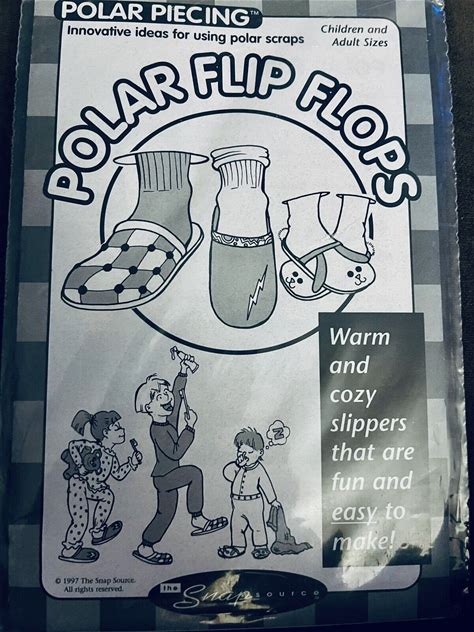 POLAR PIECING™
Innovative ideas for using polar scraps
Children and
Adult Sizes
POLAR FLIP FLOPS
Warm
and
cozy
slippers
that are
fun and
easy to
make!
Z
© 1997 The Snap Source.
All rights reserved.
the Snap source